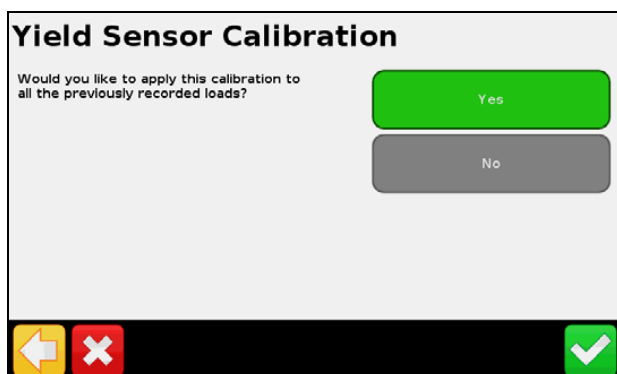 Yield Sensor Calibration
Would you like to apply this calibration to
all the previously recorded loads?
Yes
No